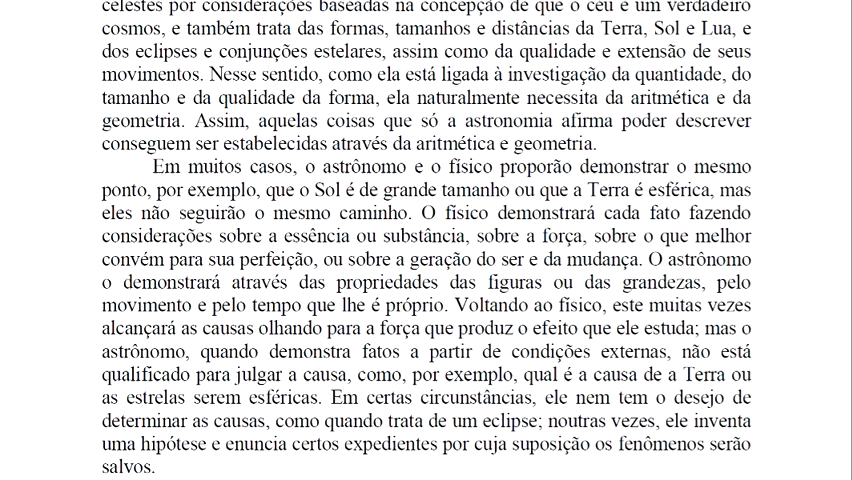 celestes por considerações baseadas na concepção de que o céu é um verdadeiro
cosmos, e também trata das formas, tamanhos e distâncias da Terra, Sol e Lua, e
dos eclipses e conjunções estelares, assim como da qualidade e extensão de seus
movimentos. Nesse sentido, como ela está ligada à investigação da quantidade, do
tamanho e da qualidade da forma, ela naturalmente necessita da aritmética e da
geometria. Assim, aquelas coisas que só a astronomia afirma poder descrever
conseguem ser estabelecidas através da aritmética e geometria.
Em muitos casos, o astrônomo e o físico proporão demonstrar o mesmo
ponto, por exemplo, que o Sol é de grande tamanho ou que a Terra é esférica, mas
eles não seguirão o mesmo caminho. O físico demonstrará cada fato fazendo
considerações sobre a essência ou substância, sobre a força, sobre o que melhor
convém para sua perfeição, ou sobre a geração do ser e da mudança. O astrônomo
o demonstrará através das propriedades das figuras ou das grandezas, pelo
movimento e pelo tempo que lhe é próprio. Voltando ao físico, este muitas vezes
alcançará as causas olhando para a força que produz o efeito que ele estuda; mas o
astrônomo, quando demonstra fatos a partir de condições externas, não está
qualificado para julgar a causa, como, por exemplo, qual é a causa de a Terra ou
as estrelas serem esféricas. Em certas circunstâncias, ele nem tem o desejo de
determinar as causas, como quando trata de um eclipse; noutras vezes, ele inventa
uma hipótese e enuncia certos expedientes por cuja suposição os fenômenos serão
salvos.